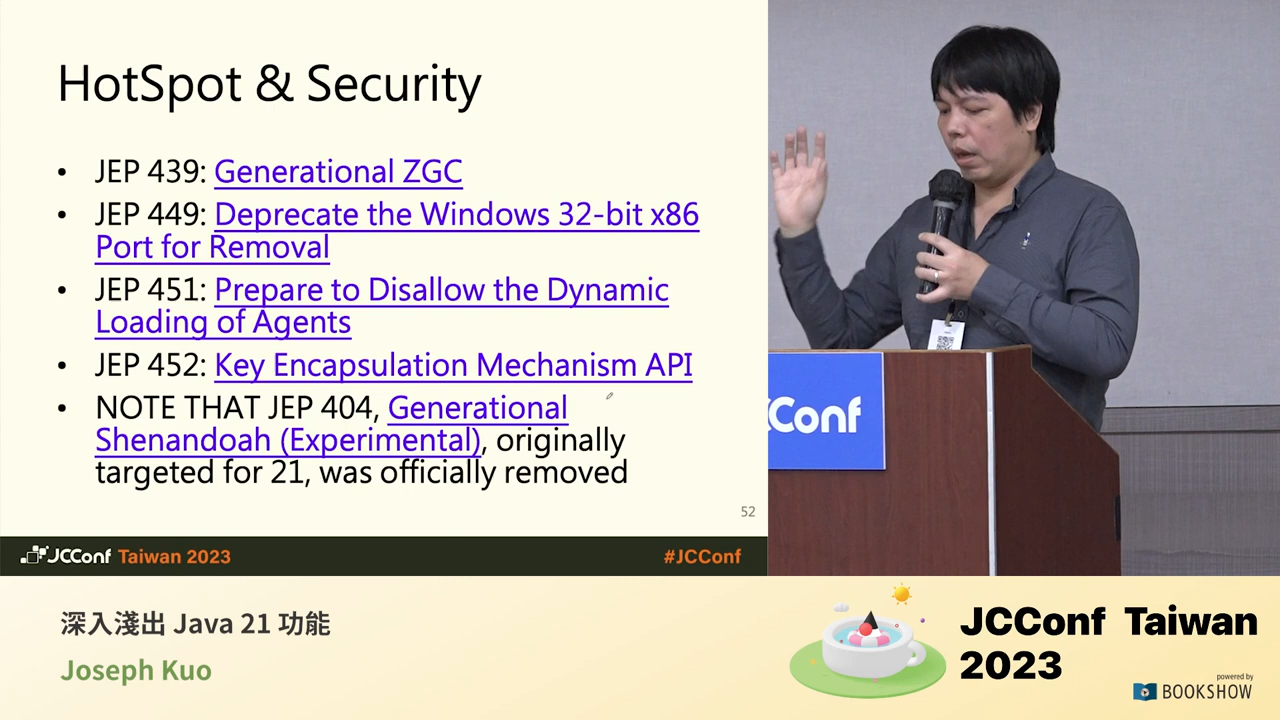 HotSpot & Security
• JEP 439: Generational ZGC
• JEP 449: Deprecate the Windows 32-bit x86
Port for Removal
• JEP 451: Prepare to Disallow the Dynamic
Loading of Agents
• JEP 452: Key Encapsulation Mechanism API
• NOTE THAT JEP 404, Generational
Shenandoah (Experimental), originally
targeted for 21, was officially removed
52
JCConf Taiwan 2023
#JCConf
CConf
深入淺出 Java 21 功能
Joseph Kuo
JCConf Taiwan
2023
powered by
BOOKSHOW